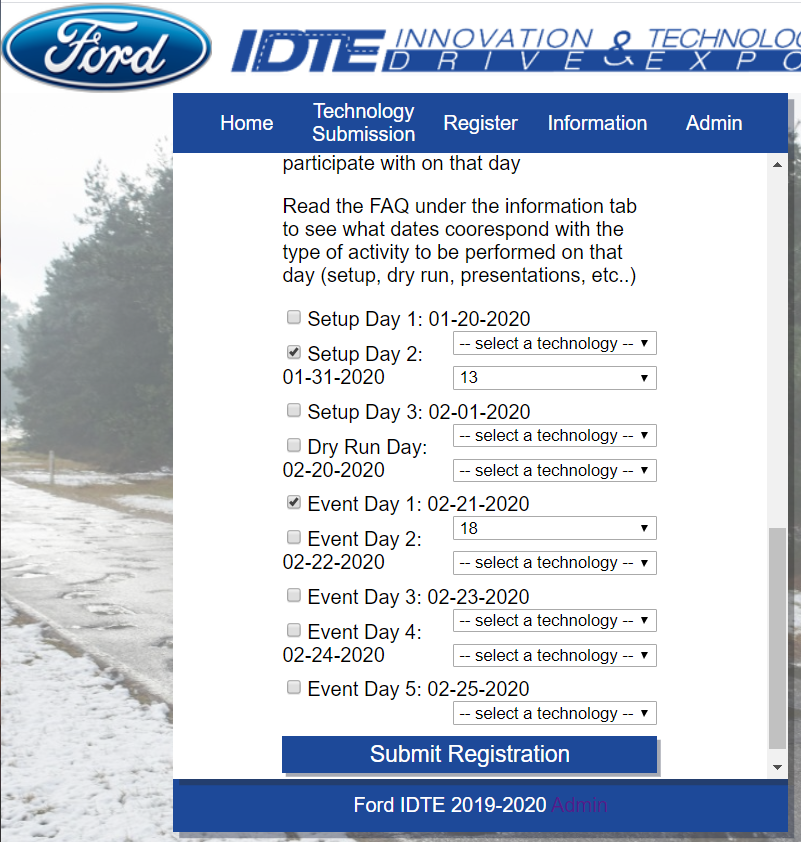 Ford
IDTE INNOVATION & TECHNOLO
DRIVE EXPO
Home
Technology
Submission
Register
Information
Admin
participate with on that day
Read the FAQ under the information tab
to see what dates coorespond with the
type of activity to be performed on that
day (setup, dry run, presentations, etc..)
Setup Day 1: 01-20-2020
-- select a technology --
Setup Day 2:
01-31-2020
13
Setup Day 3: 02-01-2020
-- select a technology --
Dry Run Day:
02-20-2020
-- select a technology --
Event Day 1: 02-21-2020
18
Event Day 2:
02-22-2020
-- select a technology --
Event Day 3: 02-23-2020
-- select a technology --
Event Day 4:
02-24-2020
-- select a technology --
Event Day 5: 02-25-2020
-- select a technology --
Submit Registration
Ford IDTE 2019-2020 Admin